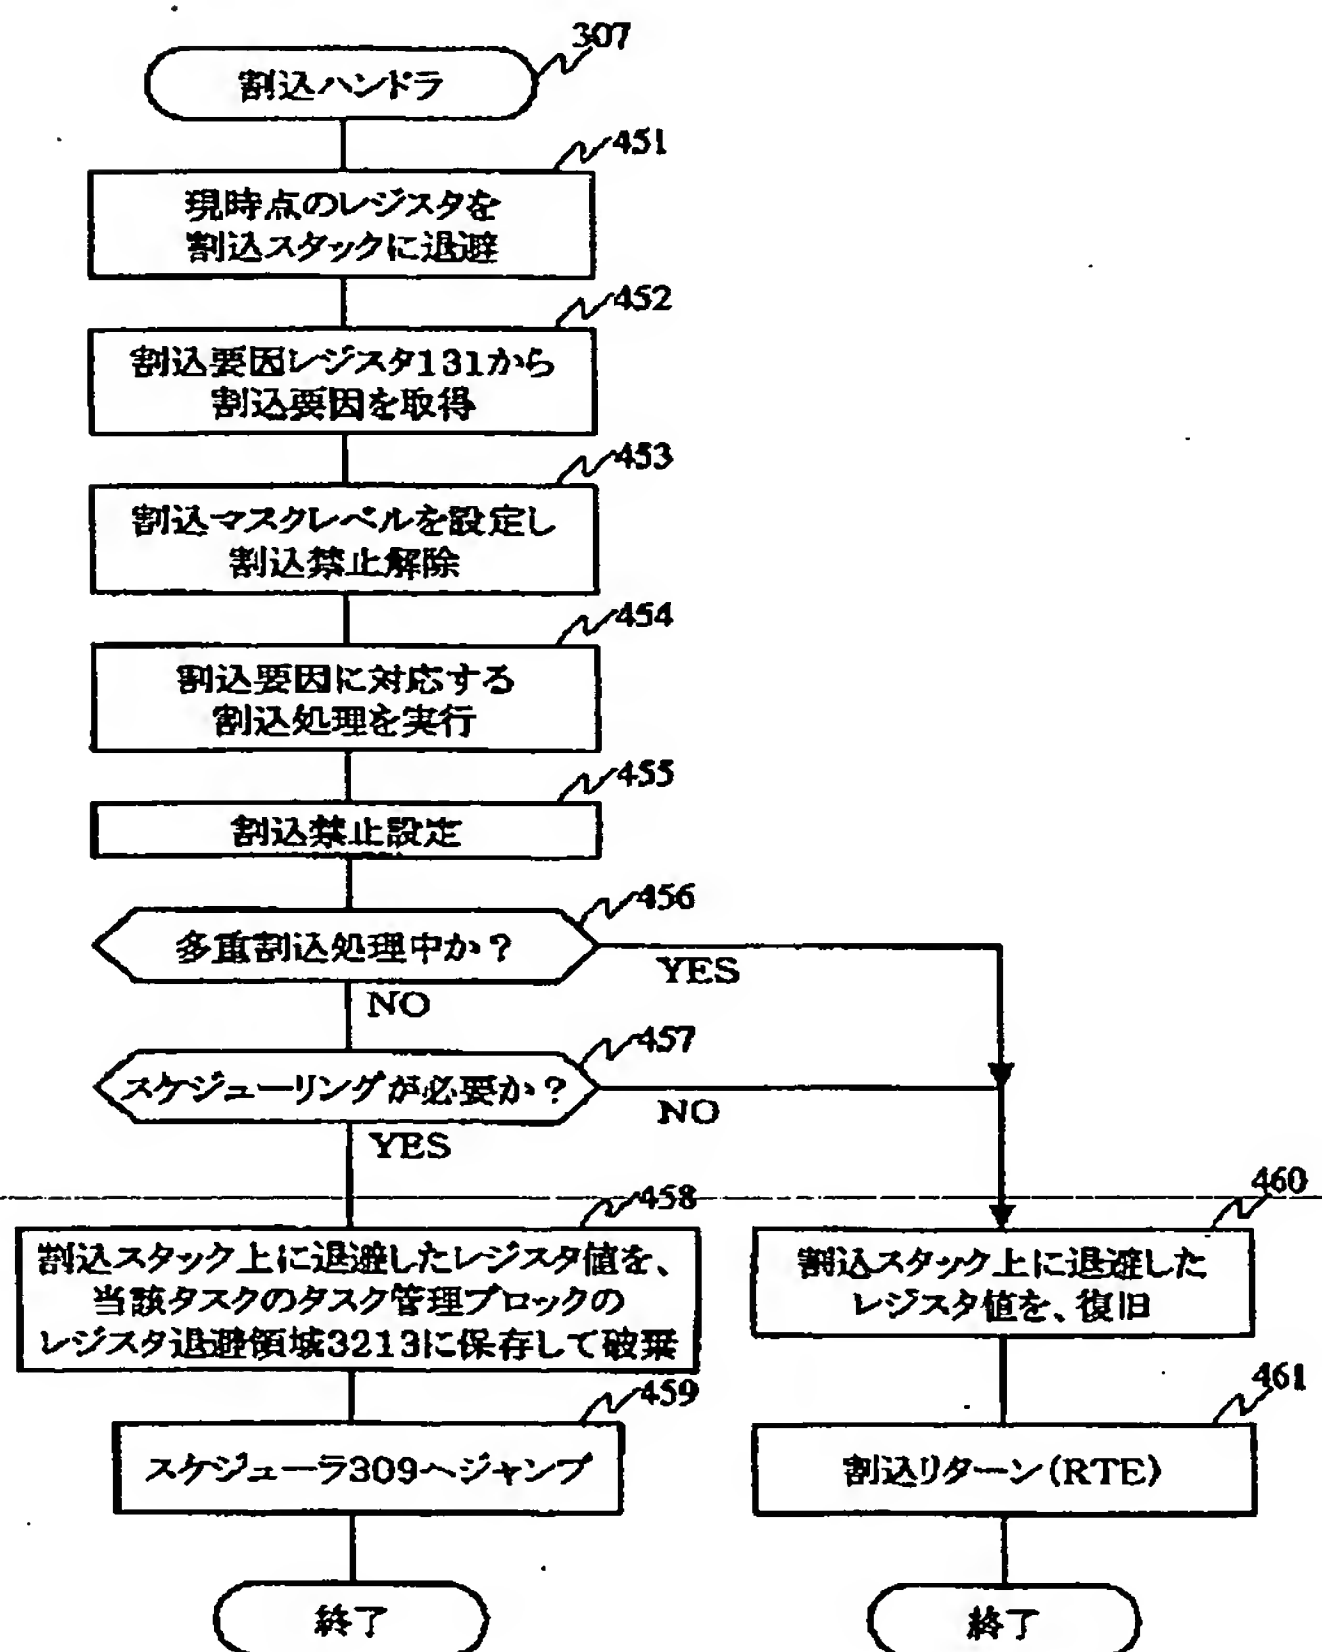 307
割込ハンドラ
451
現時点のレジスタを
割込スタックに退避
452
割込要因レジスタ131から
割込要因を取得
453
割込マスクレベルを設定し
割込禁止解除
454
割込要因に対応する
割込処理を実行
455
割込禁止設定
456
多重割込処理中か？
YES
NO
457
スケジューリングが必要か？
NO
YES
458
割込スタック上に退避したレジスタ値を、
当該タスクのタスク管理ブロックの
レジスタ退避領域3213に保存して破棄
459
スケジューラ309へジャンプ
終了
460
割込スタック上に退避した
レジスタ値を、復旧
461
割込リターン(RTE)
終了